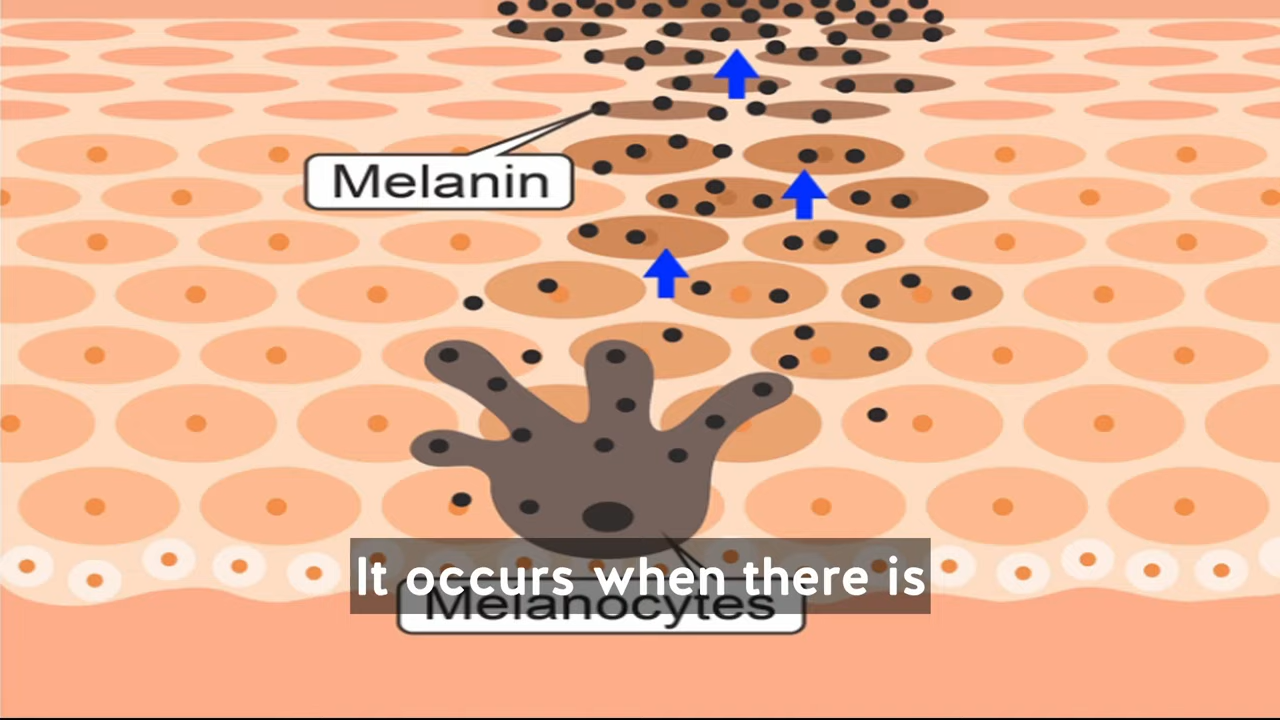 Melanin
It occurs when there is
Melanocytes